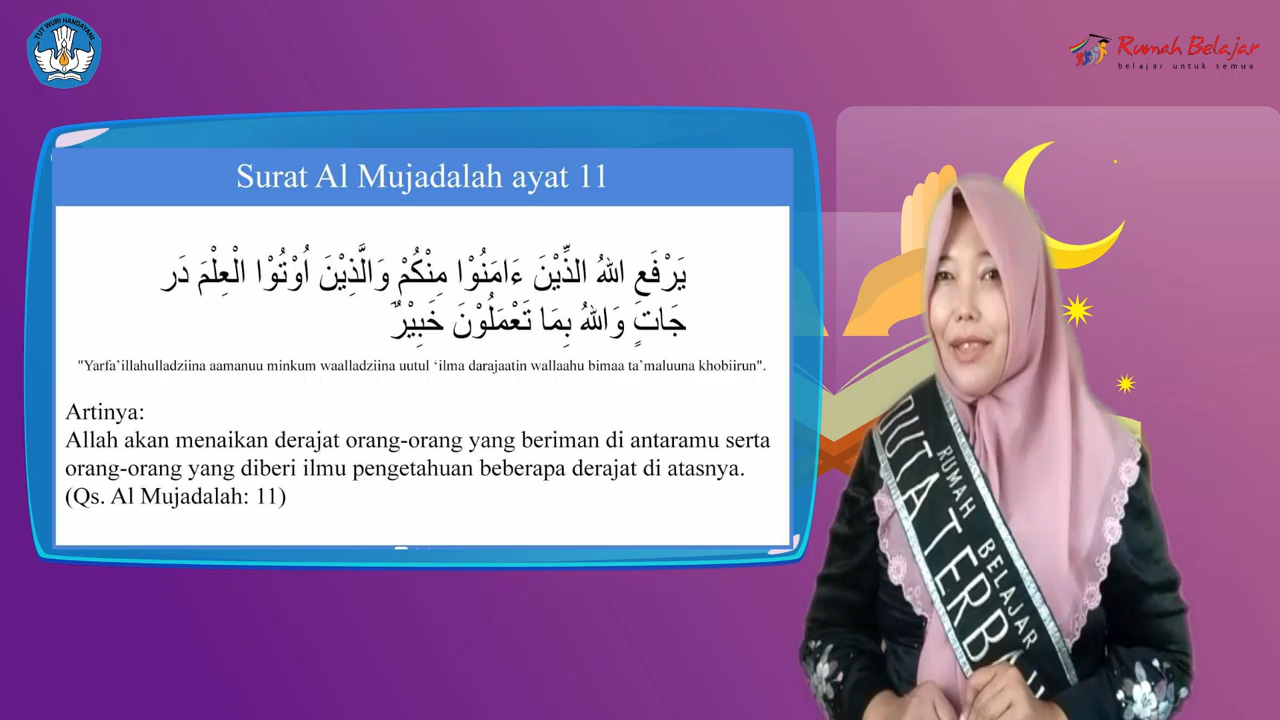 TUT WURI HANDAYANI
Rumah Belajar
belajar untuk semua
Surat Al Mujadalah ayat 11
يَرْفَعِ اللهُ الذِّيْنَ ءَامَنُوْا مِنْكُمْ وَالَّذِيْنَ اُوْتُوْا الْعِلْمَ دَر
جَاتٍ وَاللهُ بِمَا تَعْمَلُوْنَ خَبِيْرٌ
"Yarfa’illahulladziina aamanuu minkum waalladziina uutul ‘ilma darajaatin wallaahu bimaa ta’maluuna khobiirun".
Artinya:
Allah akan menaikan derajat orang-orang yang beriman di antaramu serta
orang-orang yang diberi ilmu pengetahuan beberapa derajat di atasnya.
(Qs. Al Mujadalah: 11)
RUMAH BELAJAR
DUTA